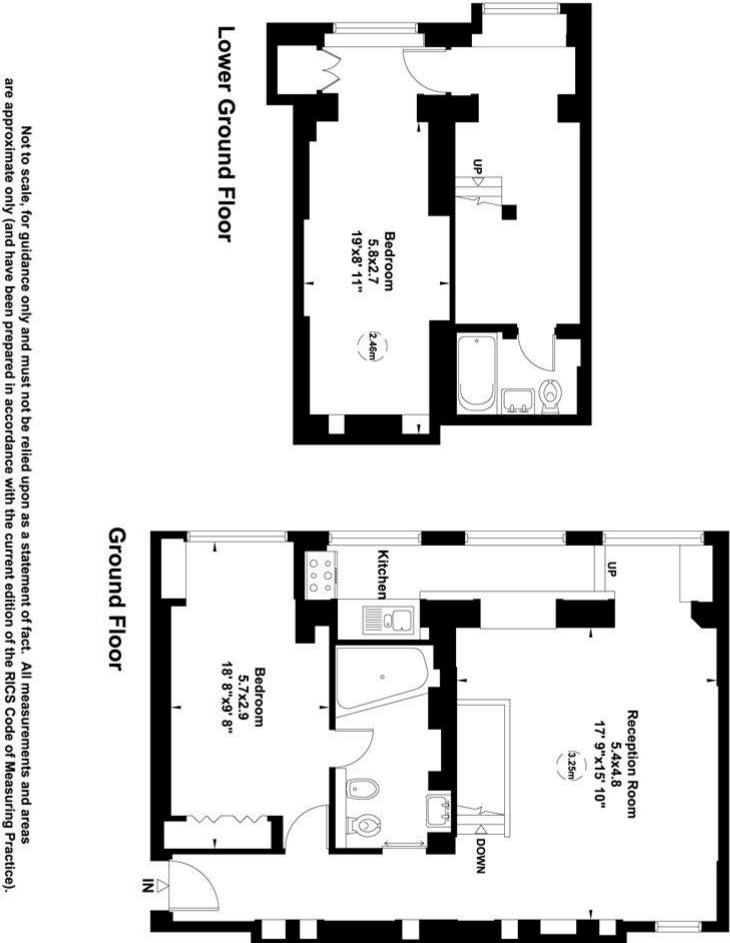 Lower Ground Floor
UP
Bedroom
5.8x2.7
19'x8' 11"
2.46m
Ground Floor
Kitchen
UP
Bedroom
5.7x2.9
18' 8"x9' 8"
Reception Room
5.4x4.8
17' 9"x15' 10"
3.25m
DOWN
IN
Not to scale, for guidance only and must not be relied upon as a statement of fact. All measurements and areas
are approximate only (and have been prepared in accordance with the current edition of the RICS Code of Measuring Practice).